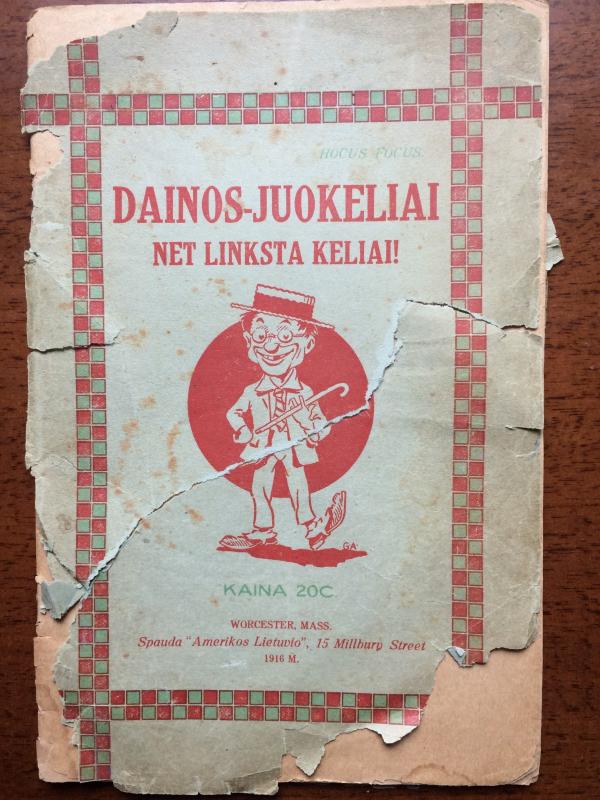 HOCUS POCUS.
DAINOS-JUOKELIAI
NET LINKSTA KELIAI!
GA
KAINA 20C.
WORCESTER, MASS.
Spauda "Amerikos Lietuvio", 15 Millbury Street
1916 M.